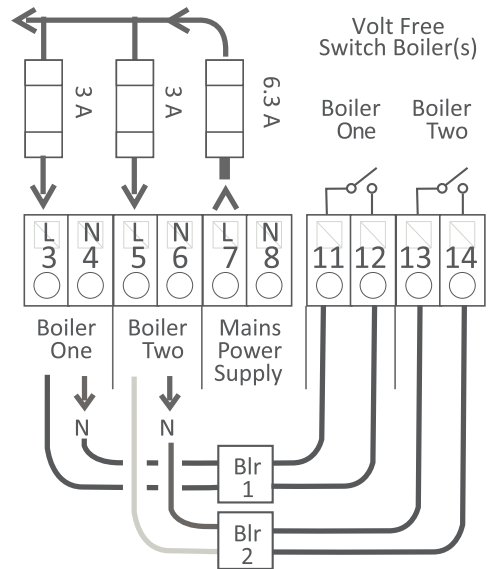 Volt Free
Switch Boiler(s)
3 A
3 A
6.3 A
Boiler
One
Boiler
Two
L
N
L
N
L
N
3
4
5
6
7
8
11
12
13
14
Boiler
One
Boiler
Two
Mains
Power
Supply
N
N
Blr
1
Blr
2